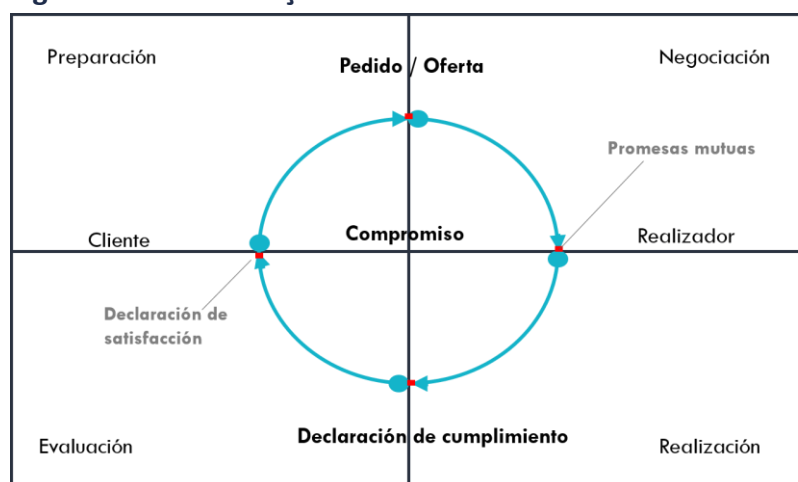 Preparación
Pedido / Oferta
Negociación
Promesas mutuas
Cliente
Compromiso
Realizador
Declaración de
satisfacción
Evaluación
Declaración de cumplimiento
Realización